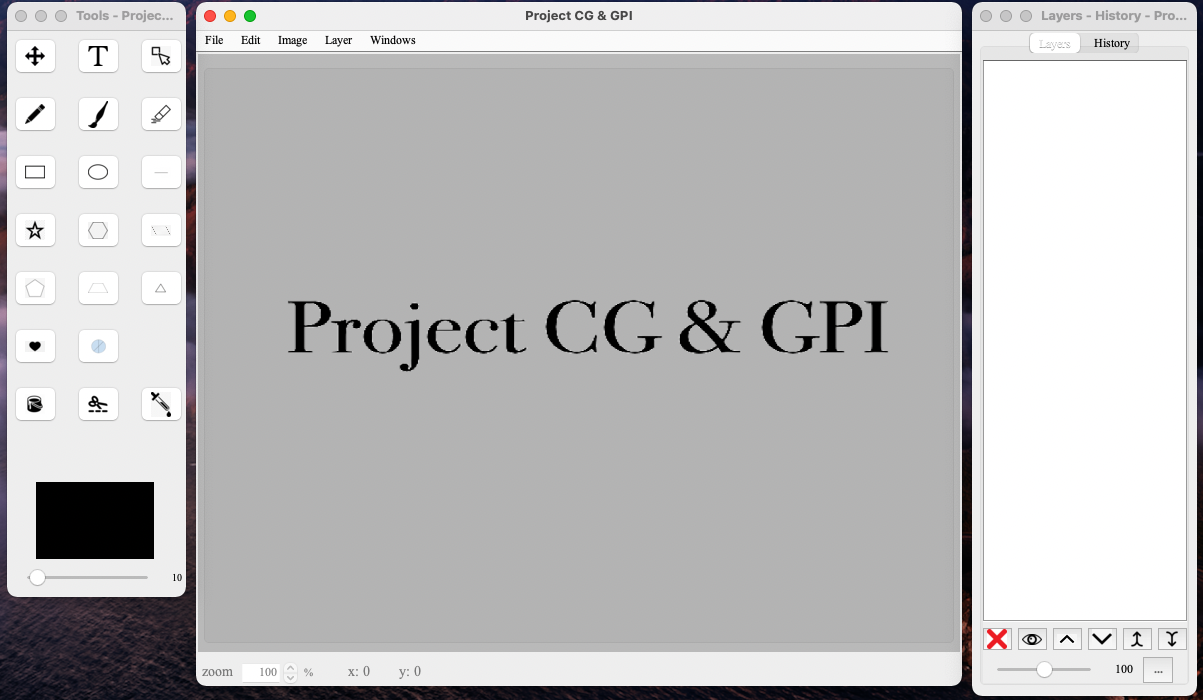 Tools - Projec...
T
10
Project CG & GPI
File Edit Image Layer Windows
Project CG & GPI
zoom 100 % x: 0 y: 0
Layers - History - Pro...
Layers History
100 ...